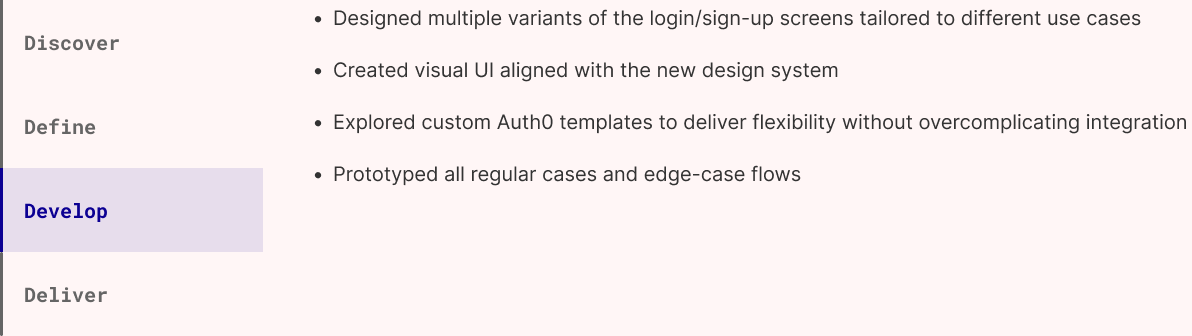 Discover
Define
Develop
Deliver
• Designed multiple variants of the login/sign-up screens tailored to different use cases
• Created visual UI aligned with the new design system
• Explored custom Auth0 templates to deliver flexibility without overcomplicating integration
• Prototyped all regular cases and edge-case flows